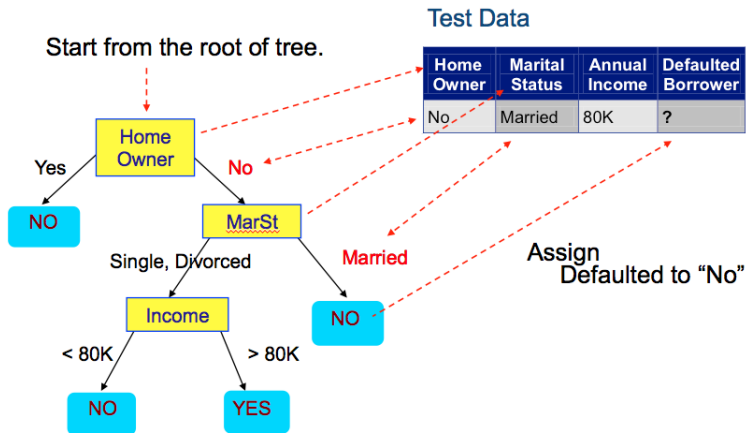 Test Data
Start from the root of tree.
Home Owner
Marital Status
Annual Income
Defaulted Borrower
No
Married
80K
?
Home
Owner
Yes
No
NO
MarSt
Single, Divorced
Married
Assign
Defaulted to “No”
Income
NO
< 80K
> 80K
NO
YES